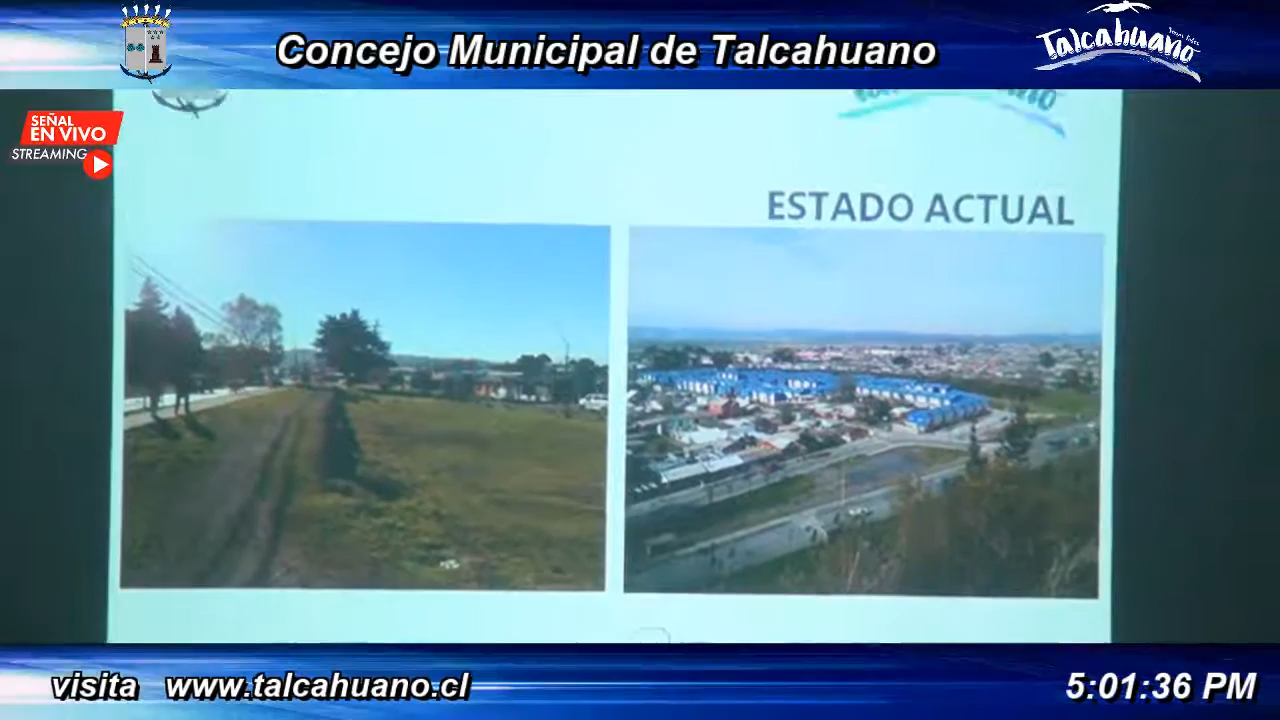 Concejo Municipal de Talcahuano
Talcahuano
SEÑAL
EN VIVO
STREAMING
ESTADO ACTUAL
visita www.talcahuano.cl
5:01:36 PM